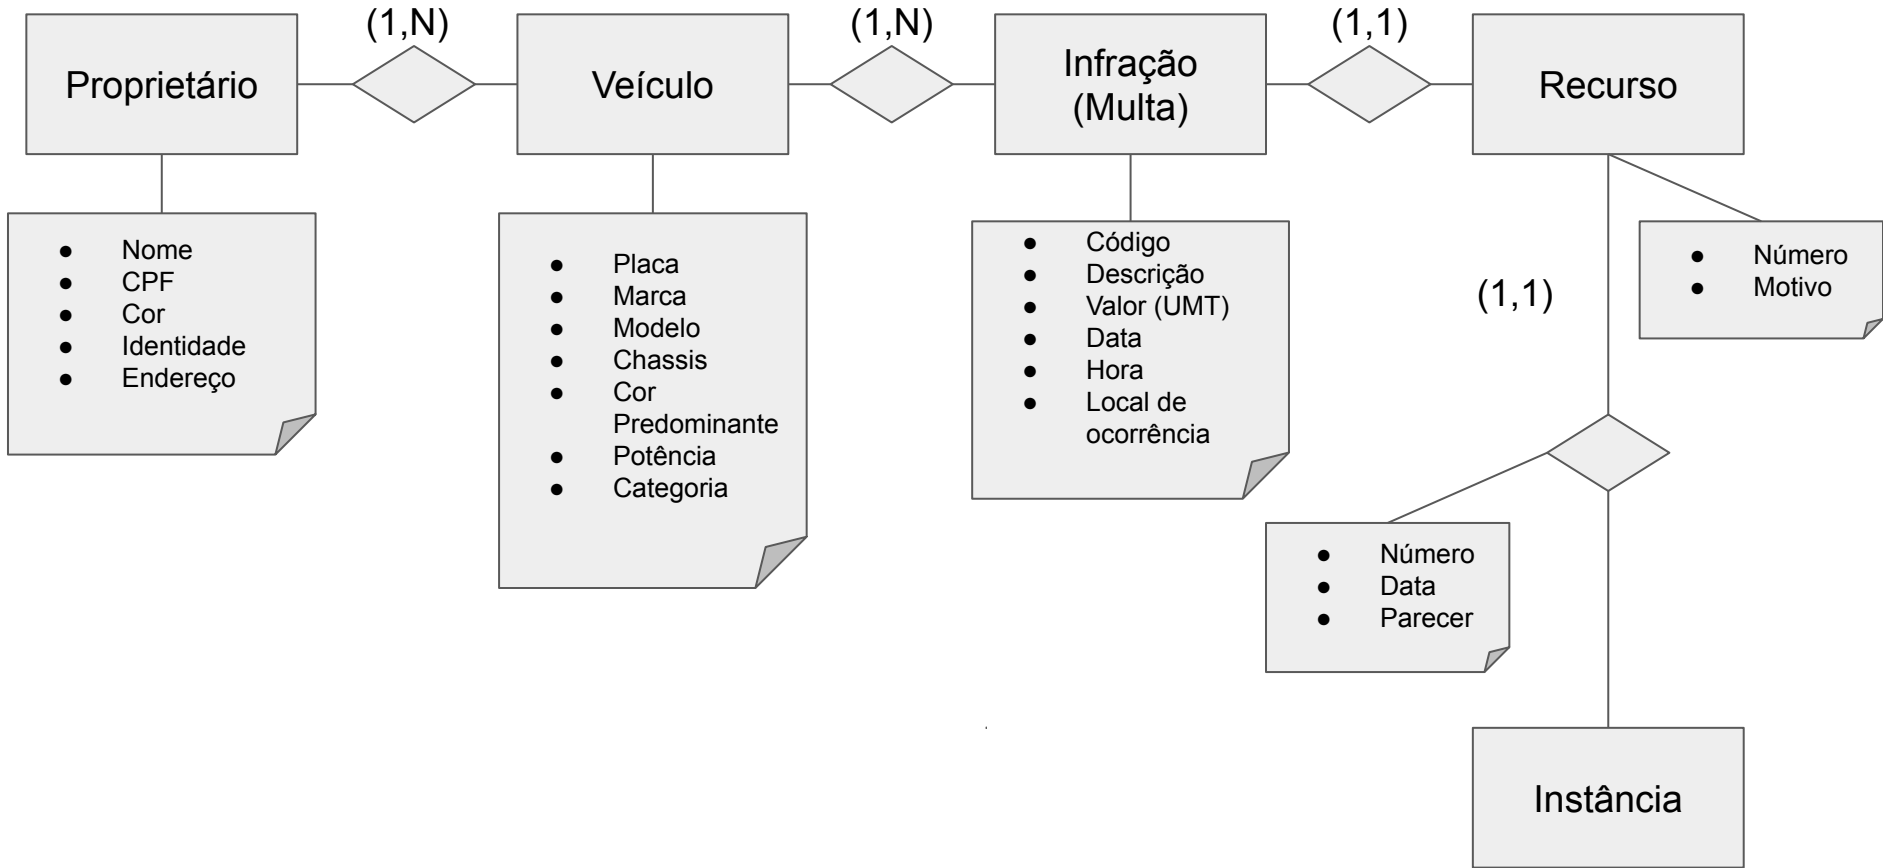 (1,N)
(1,N)
(1,1)
Proprietário
Veículo
Infração
(Multa)
Recurso
● Nome
● CPF
● Cor
● Identidade
● Endereço
● Placa
● Marca
● Modelo
● Chassis
● Cor
Predominante
● Potência
● Categoria
● Código
● Descrição
● Valor (UMT)
● Data
● Hora
● Local de
ocorrência
● Número
● Motivo
(1,1)
● Número
● Data
● Parecer
Instância